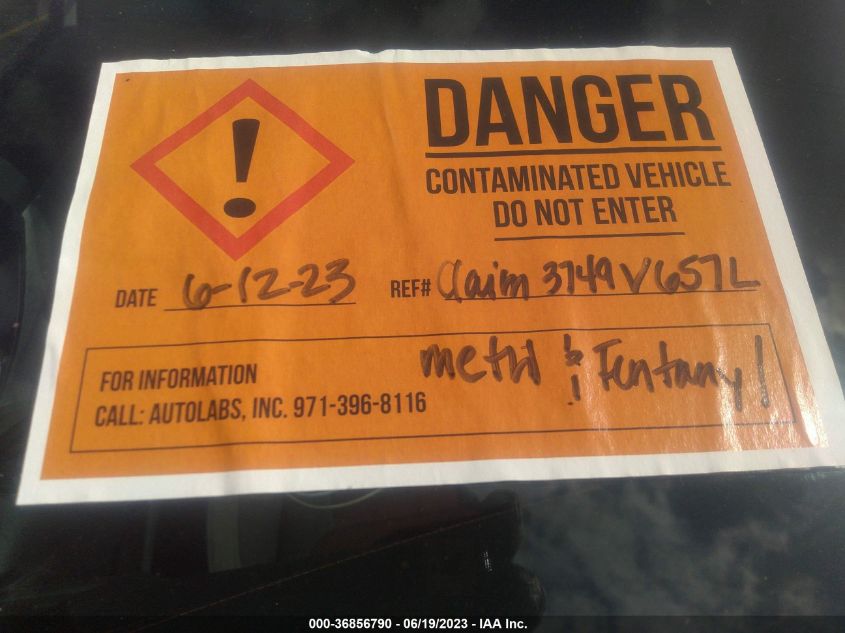 DANGER
CONTAMINATED VEHICLE
DO NOT ENTER
DATE 6-12-23 REF# Claim 3749V657L
FOR INFORMATION
CALL: AUTOLABS, INC. 971-396-8116
meth & Fentanyl
000-36856790 - 06/19/2023 - IAA Inc.